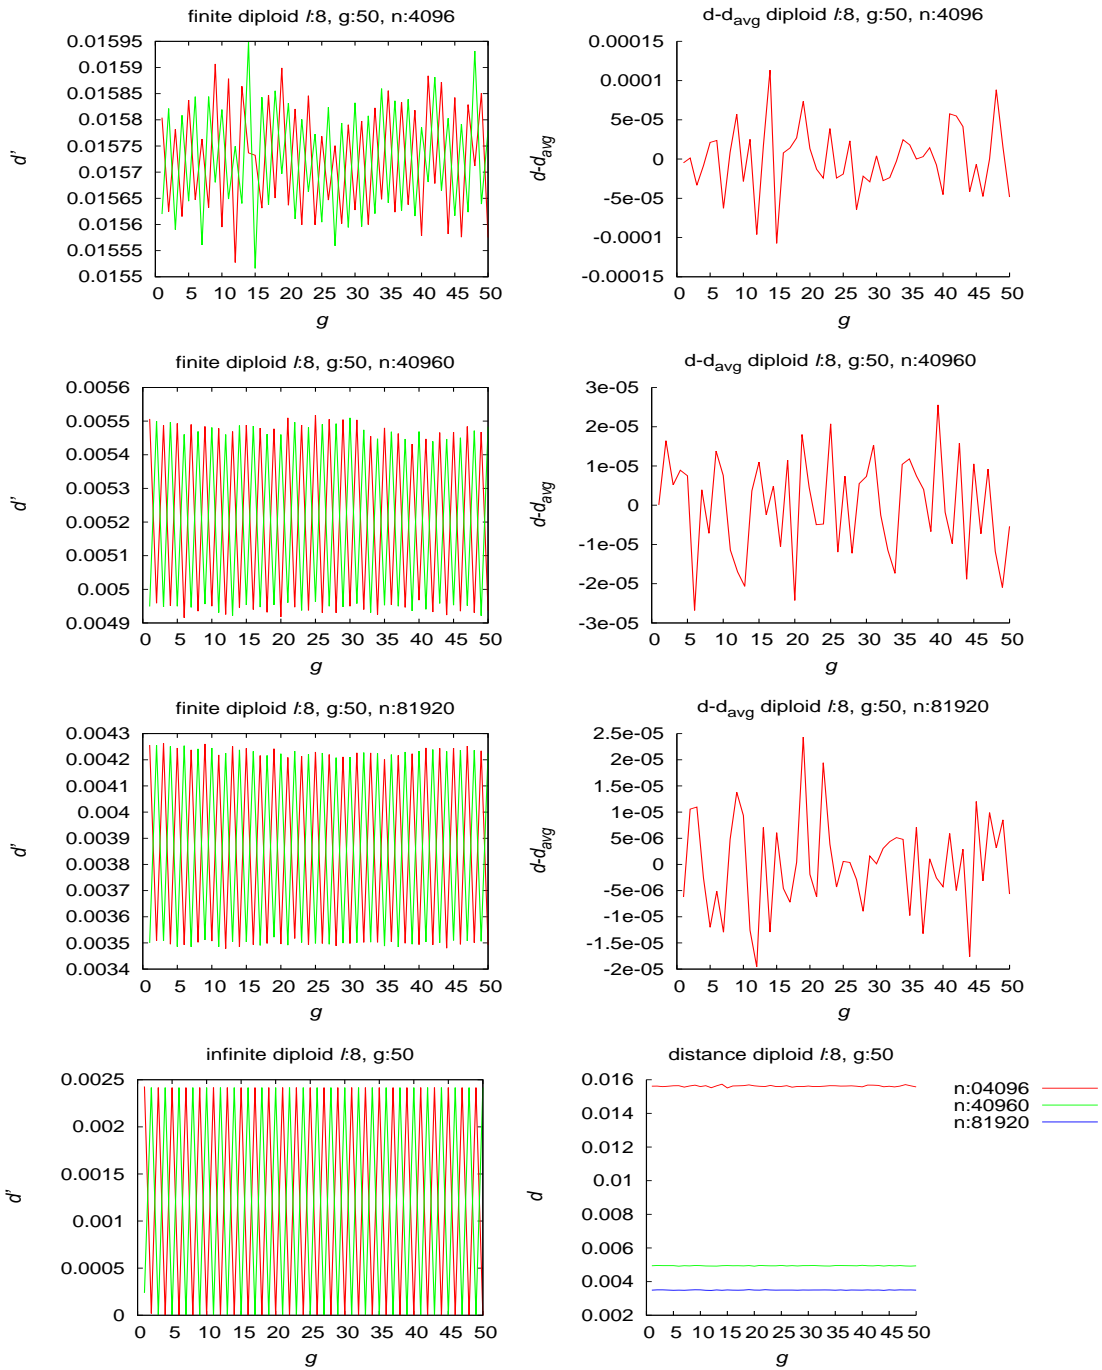 finite diploid l:8, g:50, n:4096
0.01595
0.0159
0.01585
0.0158
0.01575
0.0157
0.01565
0.0156
0.01555
0.0155
d'
0 5 10 15 20 25 30 35 40 45 50
g
d-davg diploid l:8, g:50, n:4096
0.00015
0.0001
5e-05
0
-5e-05
-0.0001
-0.00015
d-davg
0 5 10 15 20 25 30 35 40 45 50
g
finite diploid l:8, g:50, n:40960
0.0056
0.0055
0.0054
0.0053
0.0052
0.0051
0.005
0.0049
d'
0 5 10 15 20 25 30 35 40 45 50
g
d-davg diploid l:8, g:50, n:40960
3e-05
2e-05
1e-05
0
-1e-05
-2e-05
-3e-05
d-davg
0 5 10 15 20 25 30 35 40 45 50
g
finite diploid l:8, g:50, n:81920
0.0043
0.0042
0.0041
0.004
0.0039
0.0038
0.0037
0.0036
0.0035
0.0034
d'
0 5 10 15 20 25 30 35 40 45 50
g
d-davg diploid l:8, g:50, n:81920
2.5e-05
2e-05
1.5e-05
1e-05
5e-06
0
-5e-06
-1e-05
-1.5e-05
-2e-05
d-davg
0 5 10 15 20 25 30 35 40 45 50
g
infinite diploid l:8, g:50
0.0025
0.002
0.0015
0.001
0.0005
0
d'
0 5 10 15 20 25 30 35 40 45 50
g
distance diploid l:8, g:50
0.016
0.014
0.012
0.01
0.008
0.006
0.004
0.002
d
0 5 10 15 20 25 30 35 40 45 50
g
n:04096
n:40960
n:81920